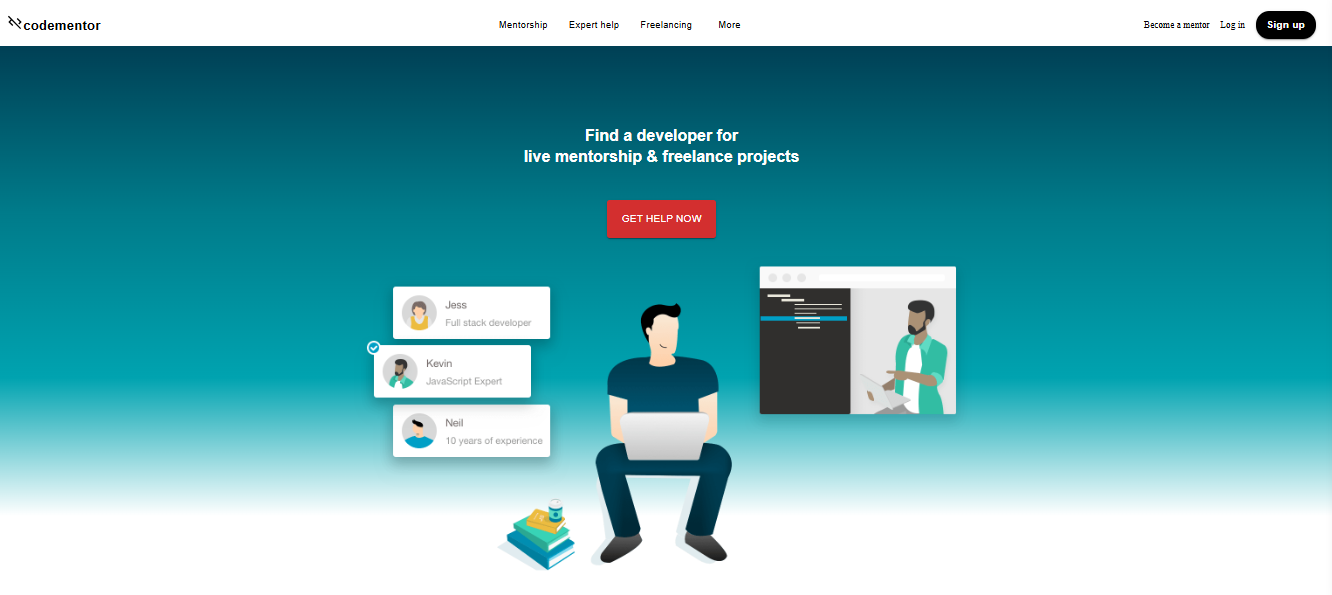 codementor
Mentorship Expert help Freelancing More
Become a mentor Log in Sign up
Find a developer for
live mentorship & freelance projects
GET HELP NOW
Jess
Full stack developer
Kevin
JavaScript Expert
Neil
10 years of experience